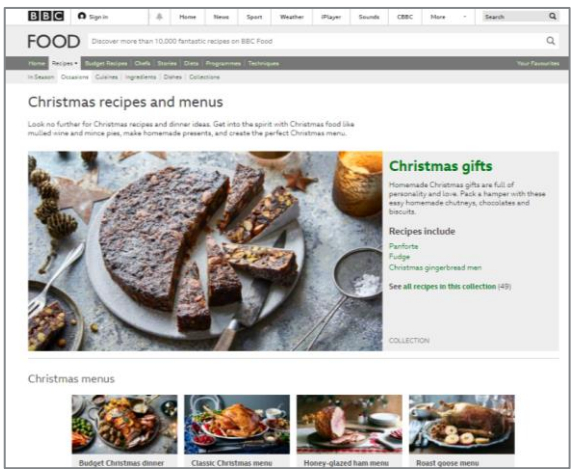 BBC Sign in Home News Sport Weather iPlayer Sounds CBBC More Search
FOOD Discover more than 10,000 fantastic recipes on BBC Food
Home Recipes Budget Recipes Chefs Stories Diets Programmes Techniques Your Favourites
In Season Occasions Cuisines Ingredients Dishes Collections
Christmas recipes and menus
Look no further for Christmas recipes and dinner ideas. Get into the spirit with Christmas food like
mulled wine and mince pies, make homemade presents, and create the perfect Christmas menu.
Christmas gifts
Homemade Christmas gifts are full of
personality and love. Pack a hamper with these
easy homemade chutneys, chocolates and
biscuits.
Recipes include
Panforte
Fudge
Christmas gingerbread men
See all recipes in this collection (49)
COLLECTION
Christmas menus
Budget Christmas dinner Classic Christmas menu Honey-glazed ham menu Roast goose menu